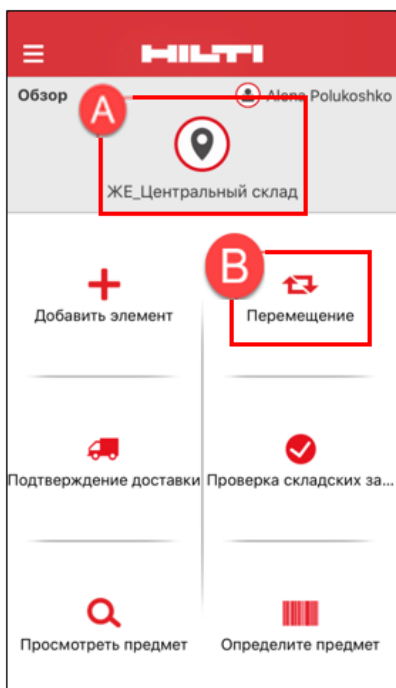 HILTI
Обзор
A
Alena Polukoshko
ЖЕ_Центральный склад
B
Добавить элемент
Перемещение
Подтверждение доставки
Проверка складских за...
Просмотреть предмет
Определите предмет